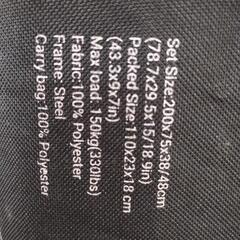 Set Size:200x75x38/48cm
(78.7x29.5x15/18.9in)
Packed Size:110x23x18 cm
(43.3x9x7in)
Max load :150kg(330lbs)
Fabric:100% Polyester
Frame: Steel
Carry bag:100% Polyester